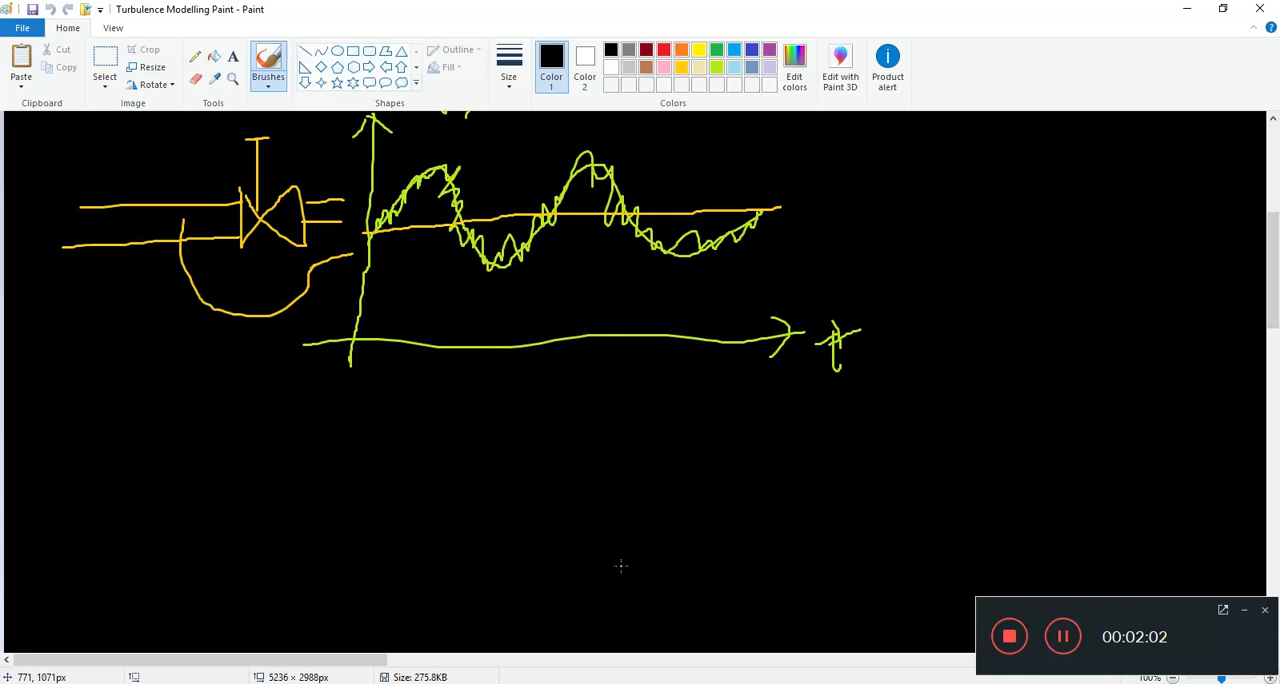 Turbulence Modelling Paint - Paint
File Home View
Paste
Cut
Copy
Clipboard
Select
Crop
Resize
Rotate
Image
A
Tools
Brushes
Outline
Fill
Shapes
Size
Color
1
Color
2
Edit
colors
Colors
Edit with
Paint 3D
Product
alert
t
00:02:02
771, 1071px
5236 × 2988px
Size: 275.8KB
100%